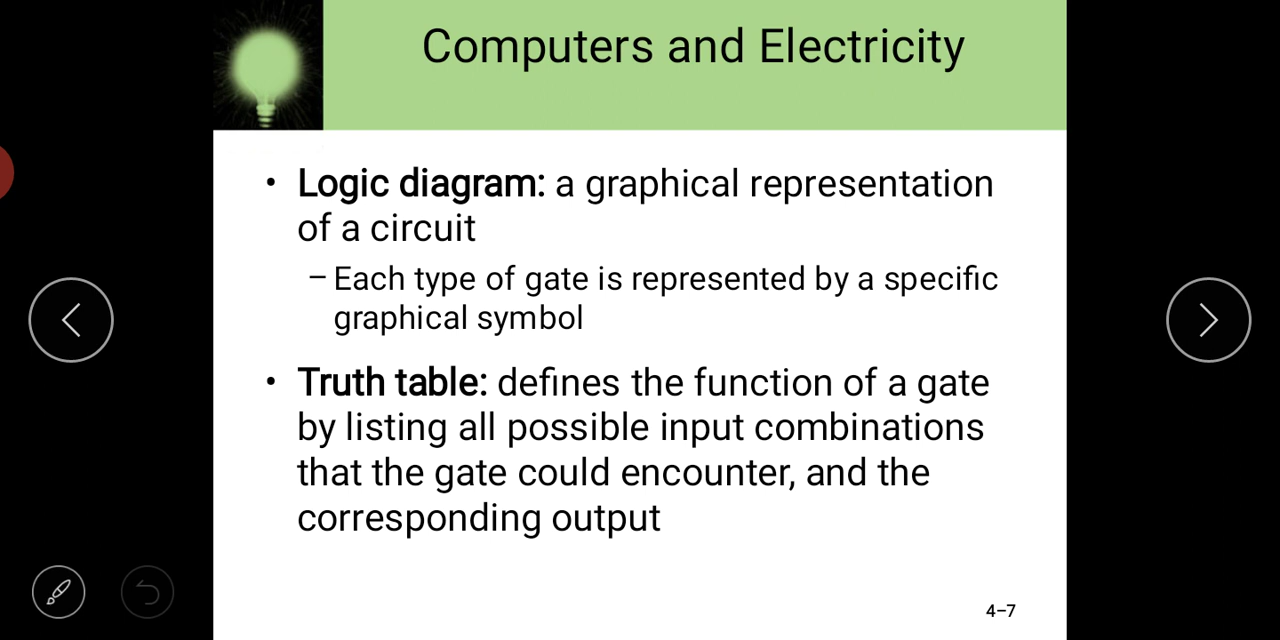 Computers and Electricity
• Logic diagram: a graphical representation
of a circuit
– Each type of gate is represented by a specific
graphical symbol
• Truth table: defines the function of a gate
by listing all possible input combinations
that the gate could encounter, and the
corresponding output
4–7